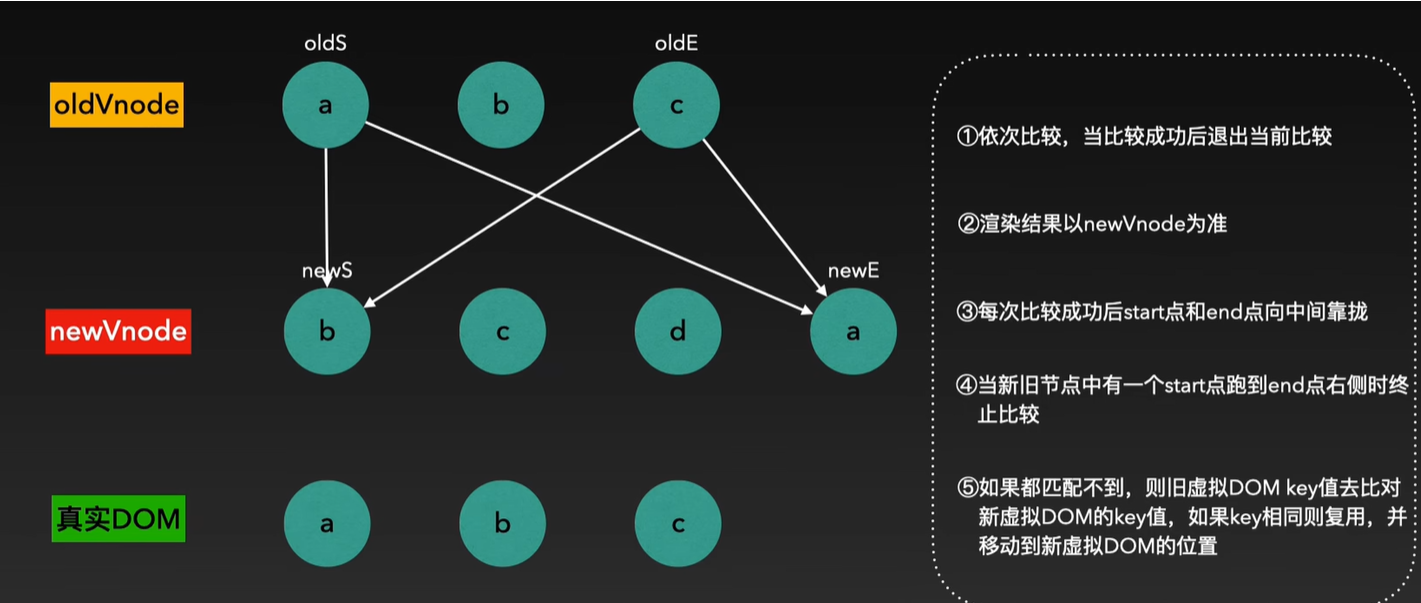 oldS
oldE
oldVnode
a
b
c
①依次比较，当比较成功后退出当前比较
②渲染结果以newVnode为准
newS
newE
newVnode
b
c
d
a
③每次比较成功后start点和end点向中间靠拢
④当新旧节点中有一个start点跑到end点右侧时终
止比较
真实DOM
a
b
c
⑤如果都匹配不到，则旧虚拟DOM key值去比对
新虚拟DOM的key值，如果key相同则复用，并
移动到新虚拟DOM的位置